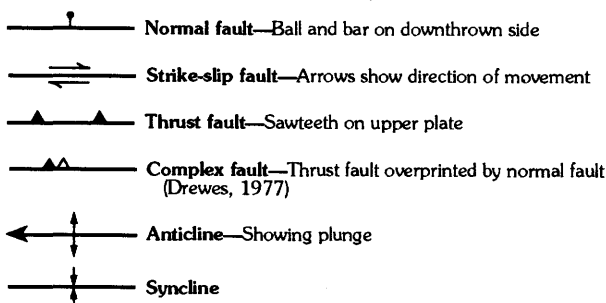 Normal fault—Ball and bar on downthrown side
Strike-slip fault—Arrows show direction of movement
Thrust fault—Sawteeth on upper plate
Complex fault—Thrust fault overprinted by normal fault
(Drewes, 1977)
Anticline—Showing plunge
Syncline